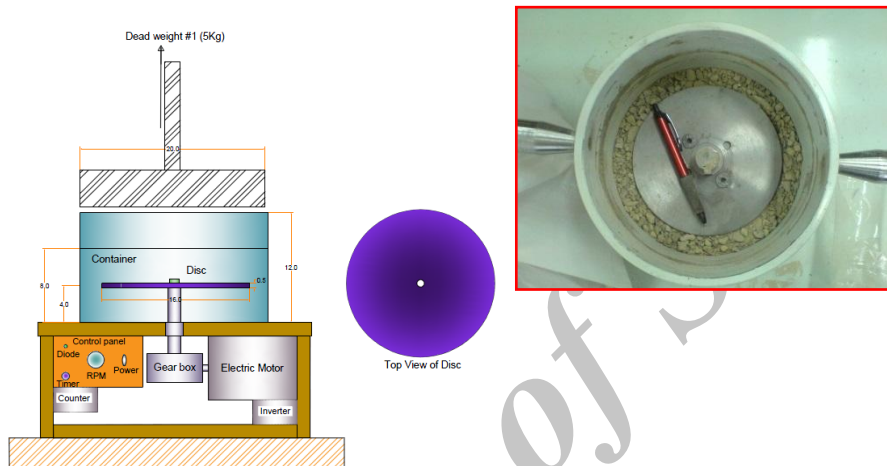 Dead weight #1 (5Kg)
20.0
Container
Disc
0.5
12.0
8.0
4.0
16.0
Control panel
Diode
RPM
Power
Timer
Counter
Gear box
Electric Motor
Inverter
Top View of Disc
of S